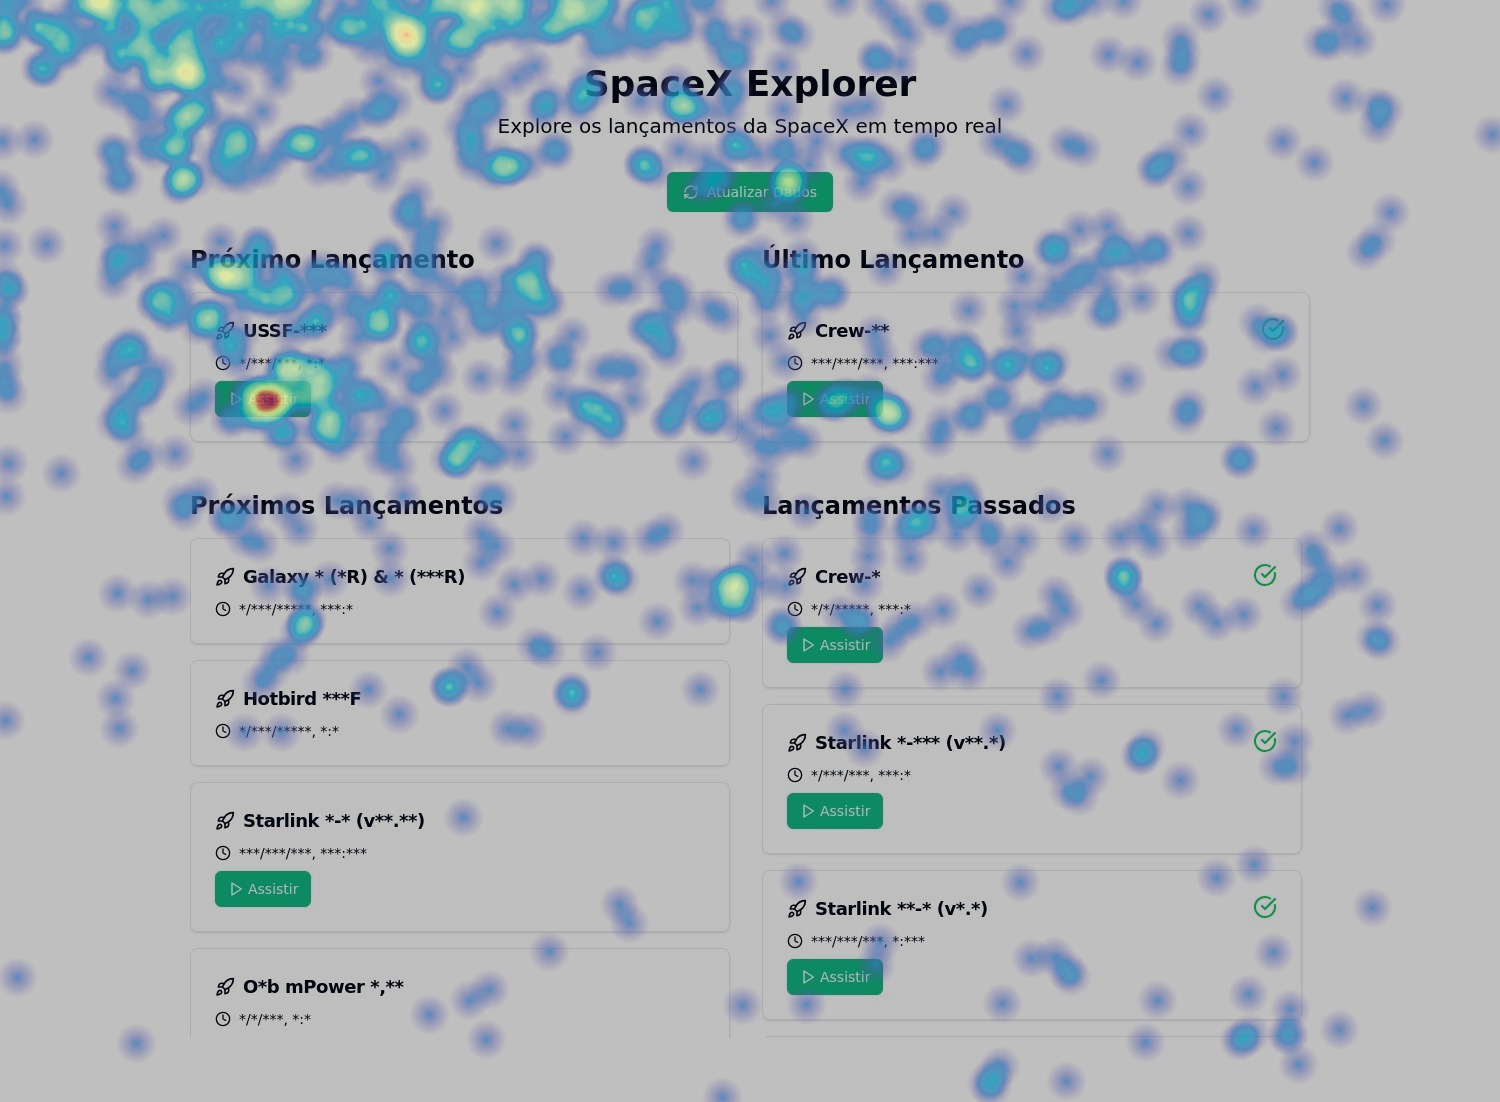 SpaceX Explorer
Explore os lançamentos da SpaceX em tempo real
Atualizar Dados
Próximo Lançamento
USSF-***
*/***/***, *:*
Assistir
Último Lançamento
Crew-**
***/***/***, ***:***
Assistir
Próximos Lançamentos
Galaxy * (*R) & * (***R)
*/***/*****, ***:*
Hotbird ***F
*/***/*****, *:*
Starlink *-* (v**.**)
***/***/***, ***:***
Assistir
O*b mPower *,**
*/*/***, *:*
Lançamentos Passados
Crew-*
*/*/*****, ***:*
Assistir
Starlink *-*** (v**.*)
*/***/***, ***:*
Assistir
Starlink **-* (v*.*)
***/***/***, *:***
Assistir